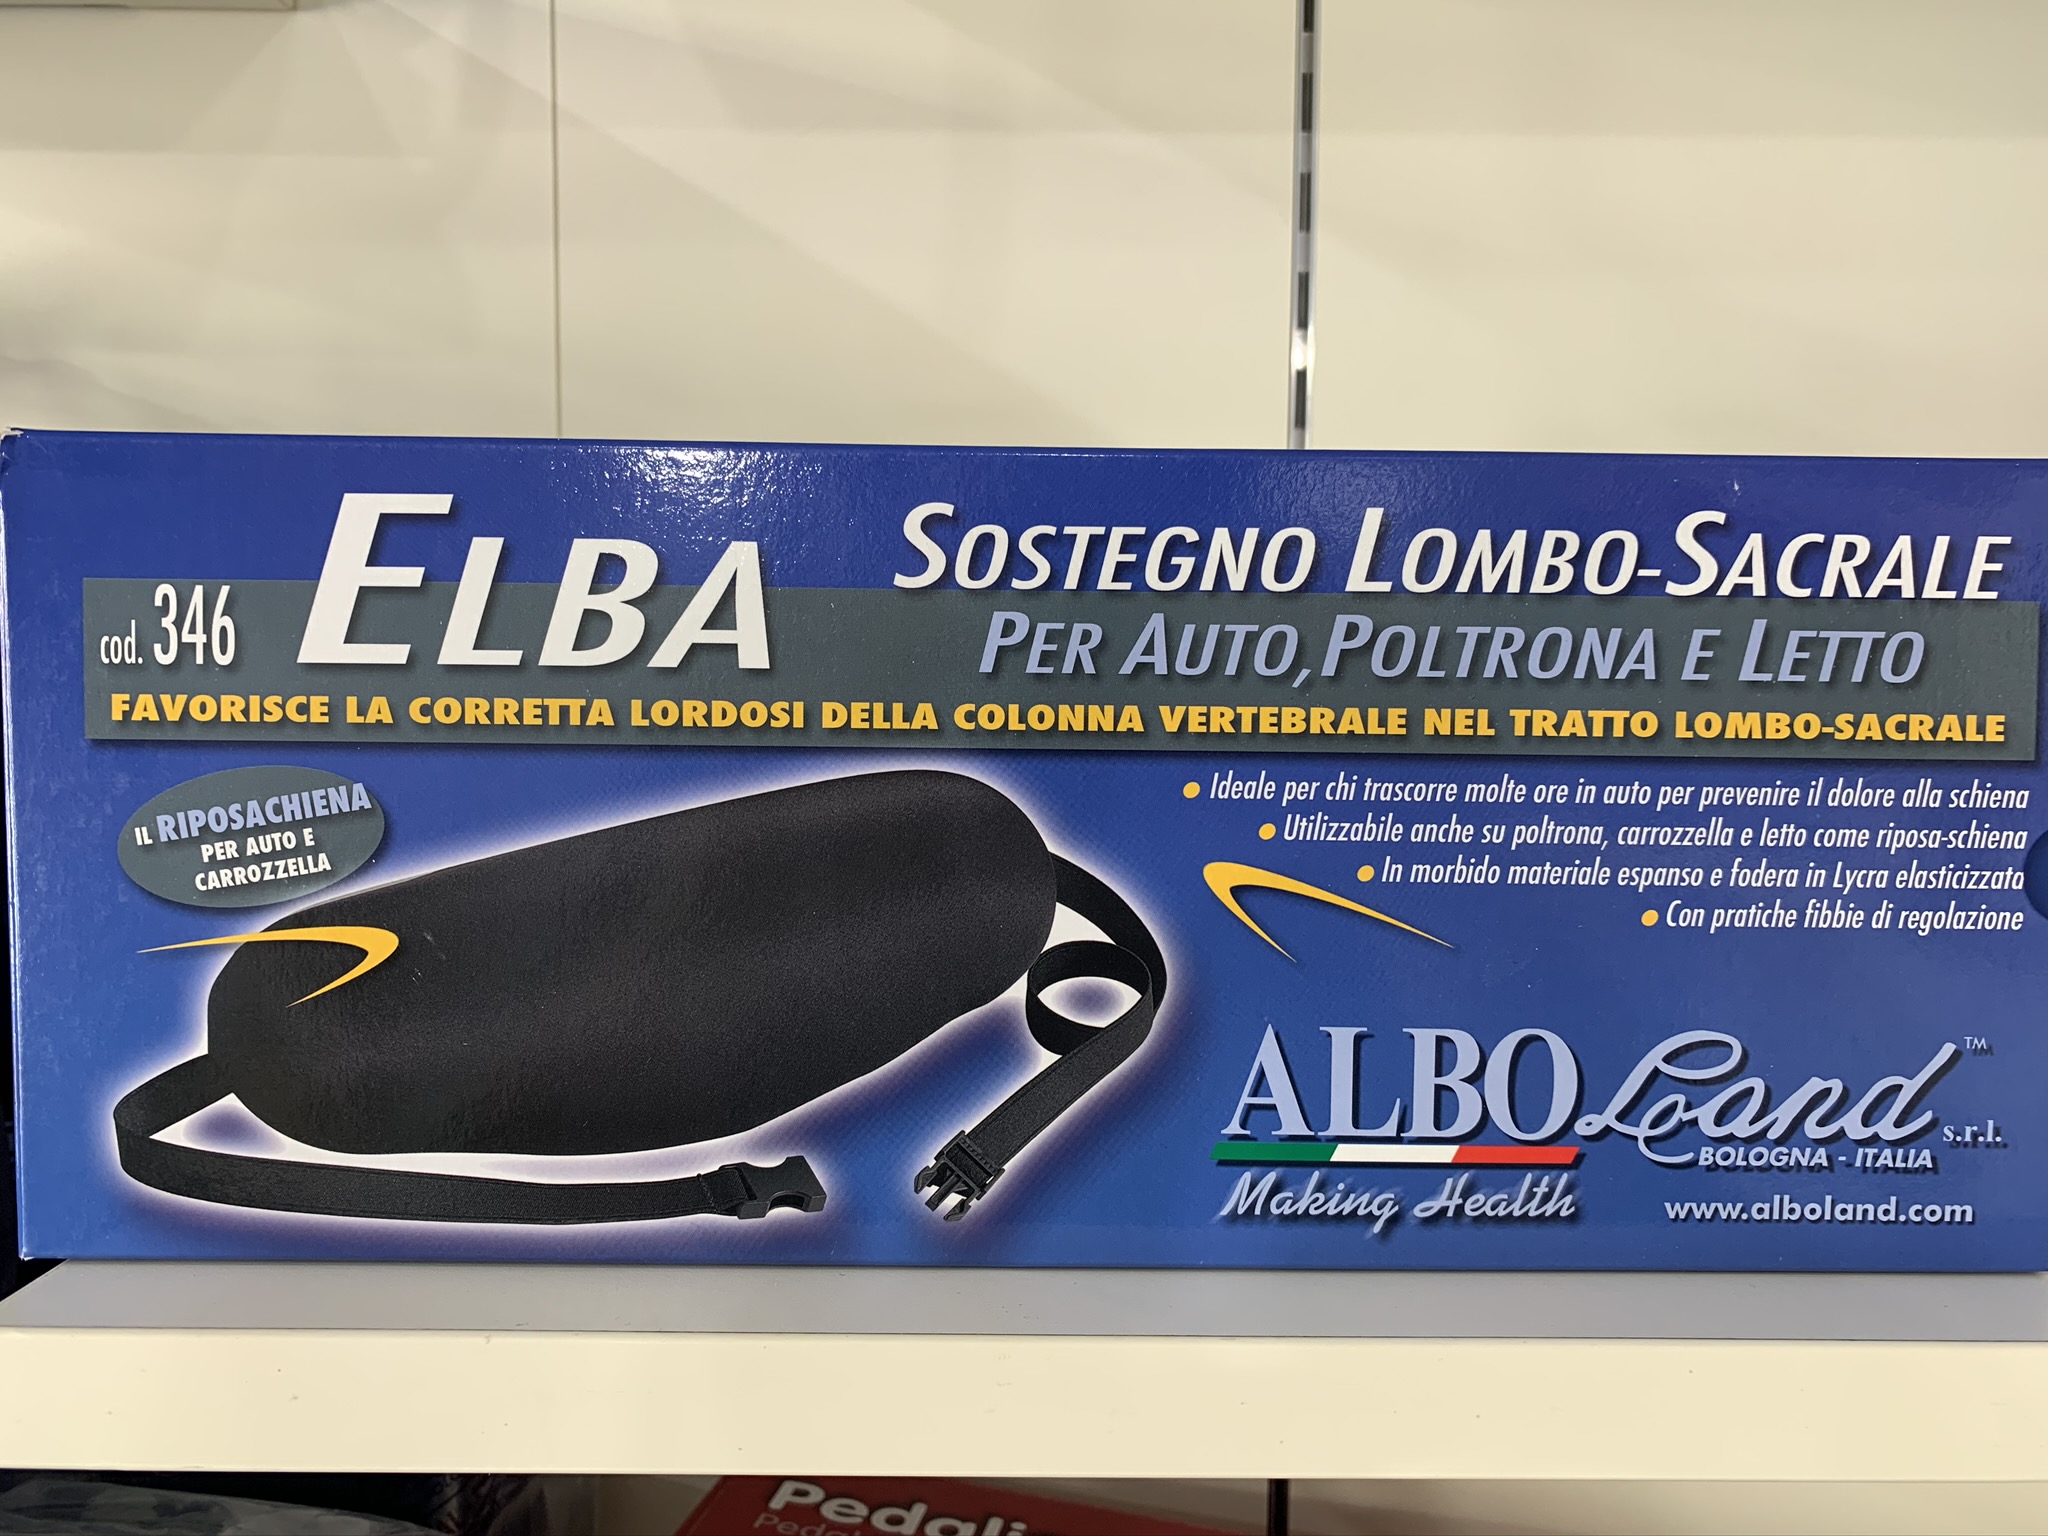 cod. 346
ELBA
SOSTEGNO LOMBO-SACRALE
PER AUTO, POLTRONA E LETTO
FAVORISCE LA CORRETTA LORDOSI DELLA COLONNA VERTEBRALE NEL TRATTO LOMBO-SACRALE
IL RIPOSACHIENA
PER AUTO E
CARROZZELLA
• Ideale per chi trascorre molte ore in auto per prevenire il dolore alla schiena
• Utilizzabile anche su poltrona, carrozzella e letto come riposa-schiena
• In morbido materiale espanso e fodera in Lycra elasticizzata
• Con pratiche fibbie di regolazione
ALBO Land™ s.r.l.
BOLOGNA - ITALIA
Making Health
www.alboland.com